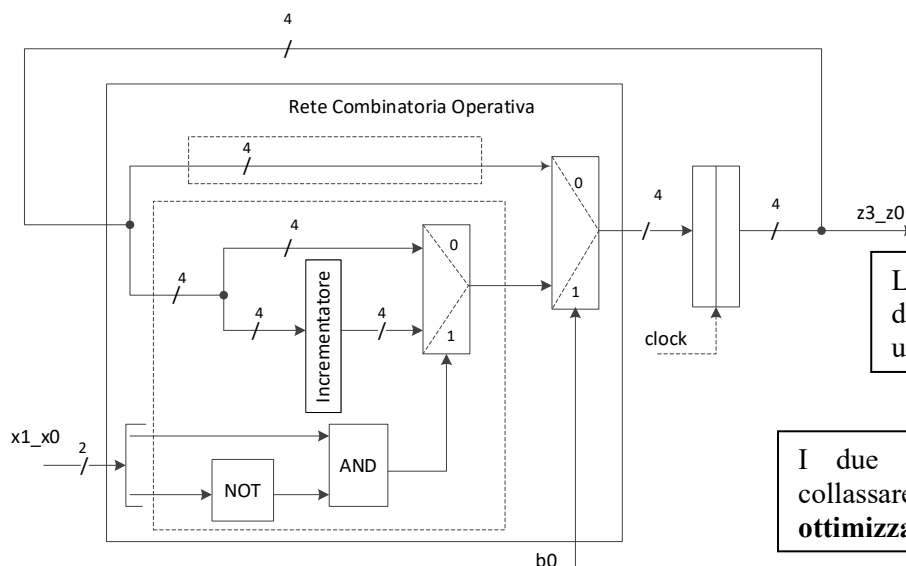 4
Rete Combinatoria Operativa
4
0
4
4
z3_z0
4
0
1
4
4
4
Incrementatore
1
clock
x1_x0
2
AND
NOT
b0
L
d
u
I due
collassare
ottimizza